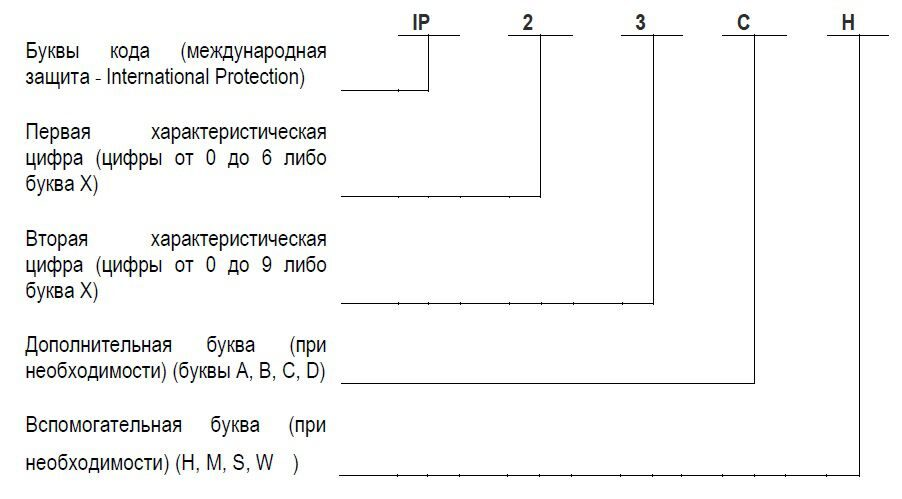 IP 2 3 C H
Буквы кода (международная
защита - International Protection)
Первая характеристическая
цифра (цифры от 0 до 6 либо
буква X)
Вторая характеристическая
цифра (цифры от 0 до 9 либо
буква X)
Дополнительная буква (при
необходимости) (буквы A, B, C, D)
Вспомогательная буква (при
необходимости) (H, M, S, W )